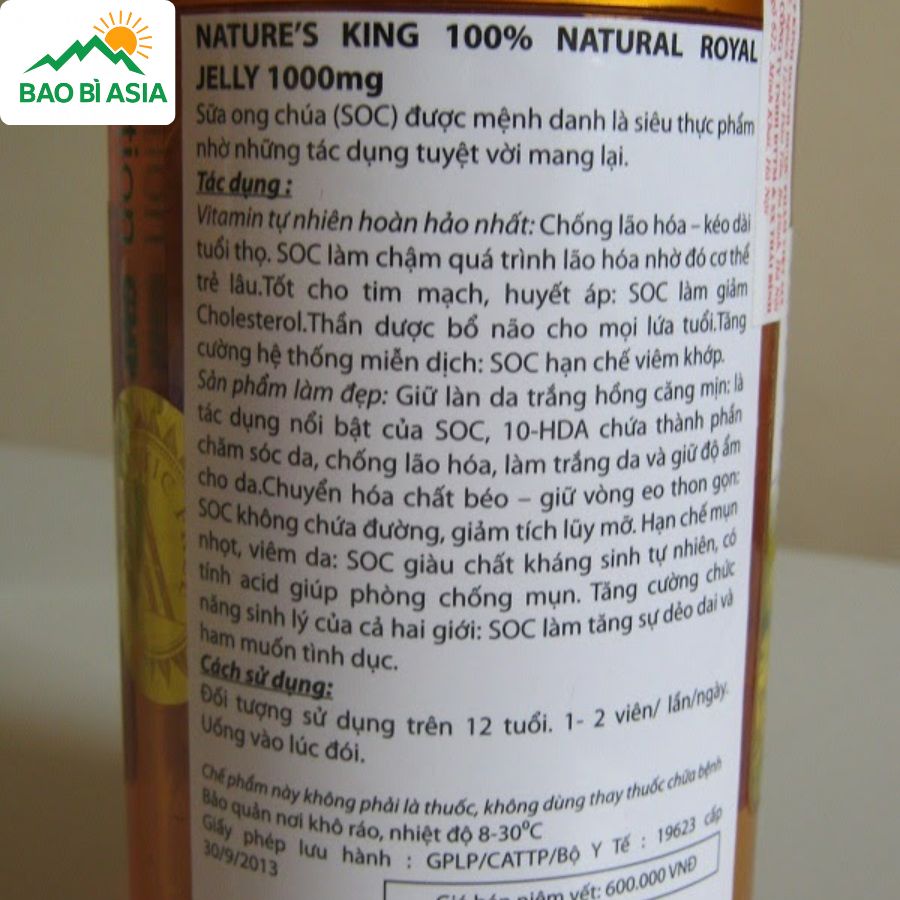 BAO BÌ ASIA
NATURE'S KING 100% NATURAL ROYAL
JELLY 1000mg
Sữa ong chúa (SOC) được mệnh danh là siêu thực phẩm
nhờ những tác dụng tuyệt vời mang lại.
Tác dụng :
Vitamin tự nhiên hoàn hảo nhất: Chống lão hóa – kéo dài
tuổi thọ. SOC làm chậm quá trình lão hóa nhờ đó cơ thể
trẻ lâu.Tốt cho tim mạch, huyết áp: SOC làm giảm
Cholesterol.Thần dược bổ não cho mọi lứa tuổi.Tăng
cường hệ thống miễn dịch: SOC hạn chế viêm khớp.
Sản phẩm làm đẹp: Giữ làn da trắng hồng căng mịn: là
tác dụng nổi bật của SOC, 10-HDA chứa thành phần
chăm sóc da, chống lão hóa, làm trắng da và giữ độ ẩm
cho da.Chuyển hóa chất béo – giữ vòng eo thon gọn:
SOC không chứa đường, giảm tích lũy mỡ. Hạn chế mụn
nhọt, viêm da: SOC giàu chất kháng sinh tự nhiên, có
tính acid giúp phòng chống mụn. Tăng cường chức
năng sinh lý của cả hai giới: SOC làm tăng sự dẻo dai và
ham muốn tình dục.
Cách sử dụng:
Đối tượng sử dụng trên 12 tuổi. 1- 2 viên/ lần/ngày.
Uống vào lúc đói.
Chế phẩm này không phải là thuốc, không dùng thay thuốc chữa bệnh
Bảo quản nơi khô ráo, nhiệt độ 8-30⁰C
Giấy phép lưu hành : GPLP/CATTP/Bộ Y Tế : 19623 cấp
30/9/2013
Giá bán niêm yết: 600.000 VNĐ